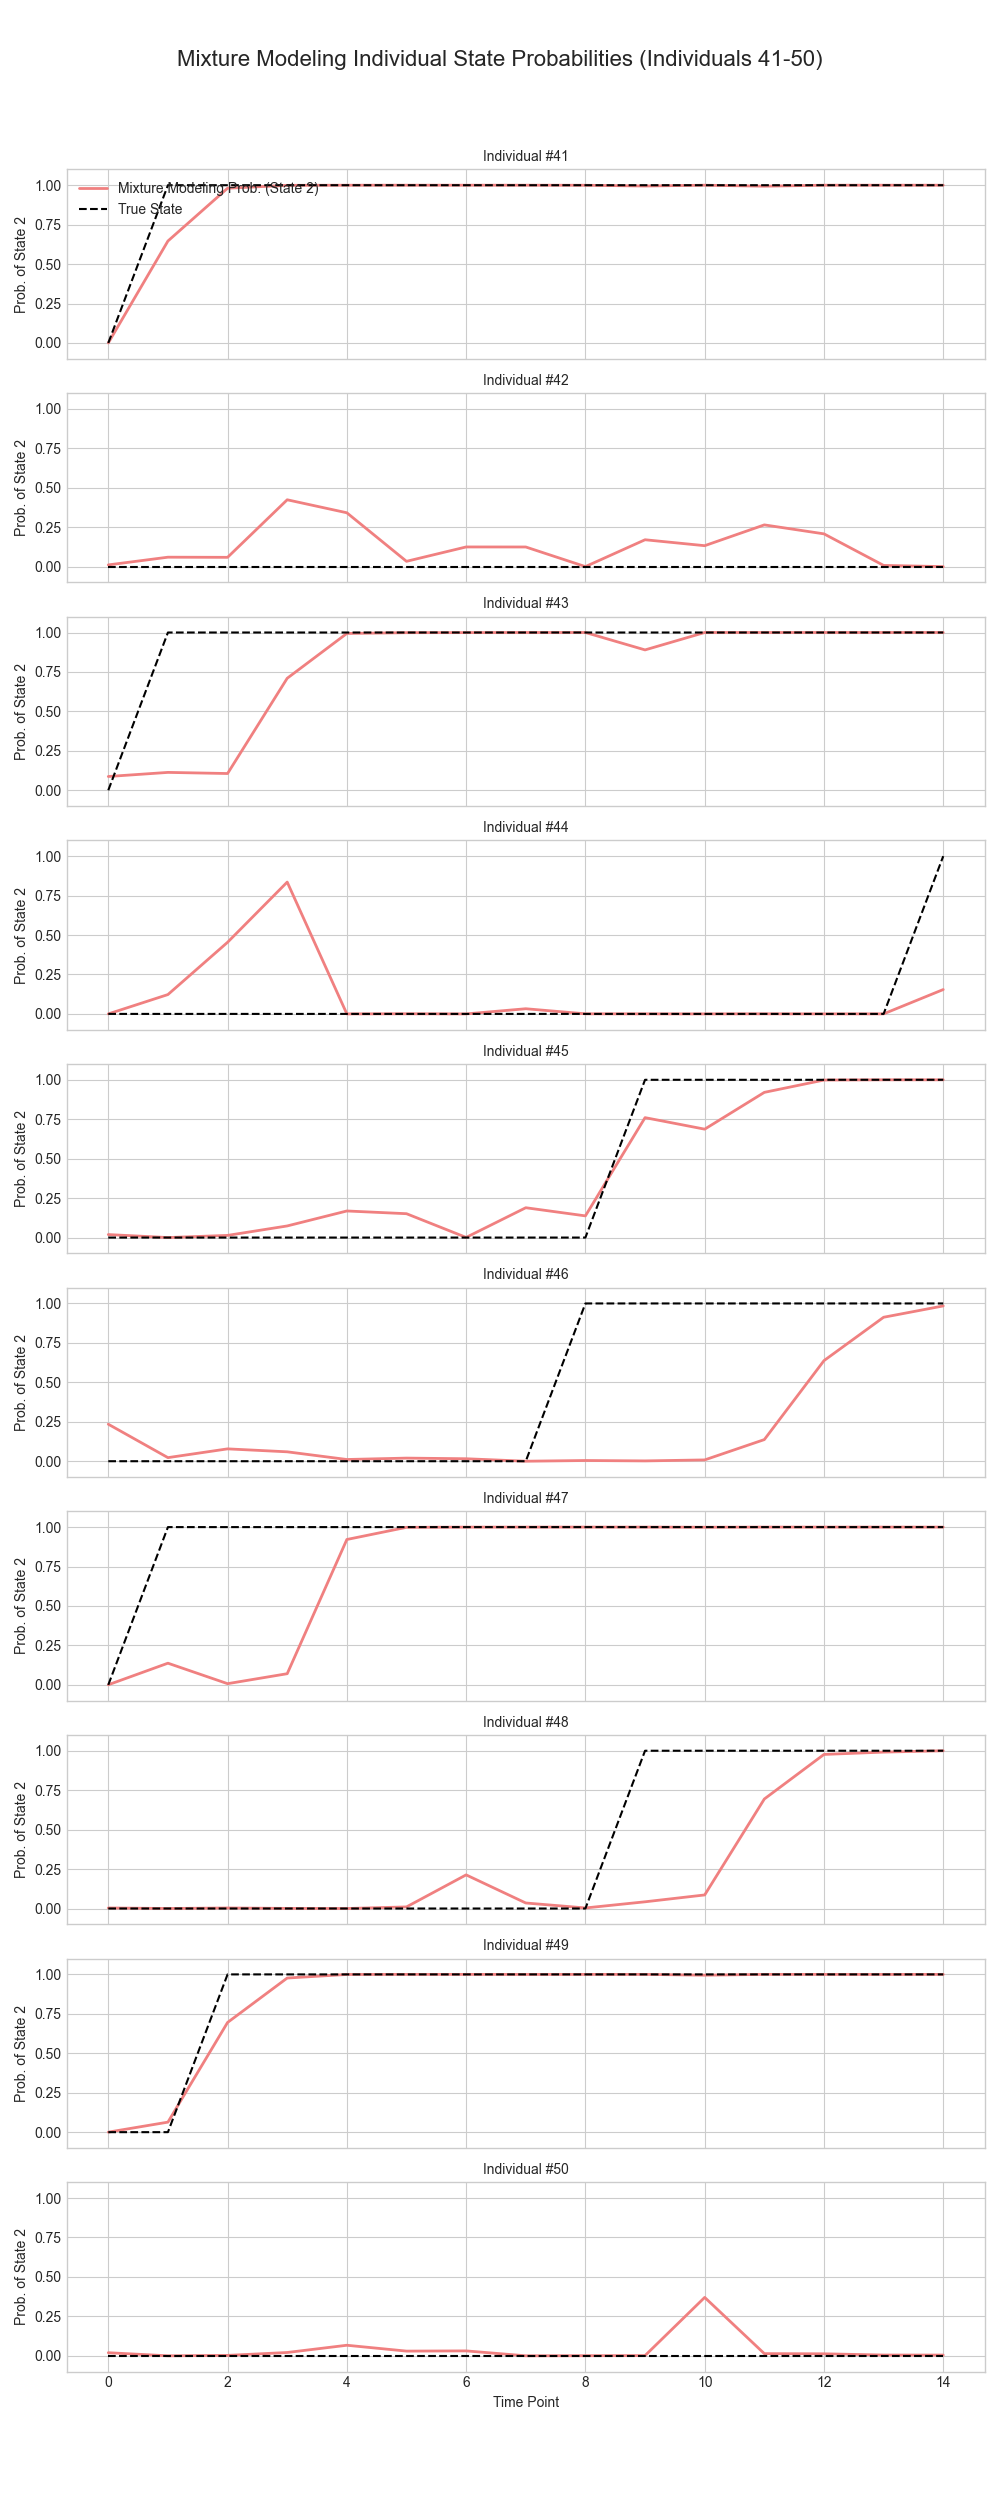 Mixture Modeling Individual State Probabilities (Individuals 41-50)
Individual #41
Mixture Modeling Prob. (State 2)
True State
1.00
0.75
0.50
0.25
0.00
Prob. of State 2
Individual #42
1.00
0.75
0.50
0.25
0.00
Prob. of State 2
Individual #43
1.00
0.75
0.50
0.25
0.00
Prob. of State 2
Individual #44
1.00
0.75
0.50
0.25
0.00
Prob. of State 2
Individual #45
1.00
0.75
0.50
0.25
0.00
Prob. of State 2
Individual #46
1.00
0.75
0.50
0.25
0.00
Prob. of State 2
Individual #47
1.00
0.75
0.50
0.25
0.00
Prob. of State 2
Individual #48
1.00
0.75
0.50
0.25
0.00
Prob. of State 2
Individual #49
1.00
0.75
0.50
0.25
0.00
Prob. of State 2
Individual #50
1.00
0.75
0.50
0.25
0.00
Prob. of State 2
0 2 4 6 8 10 12 14
Time Point